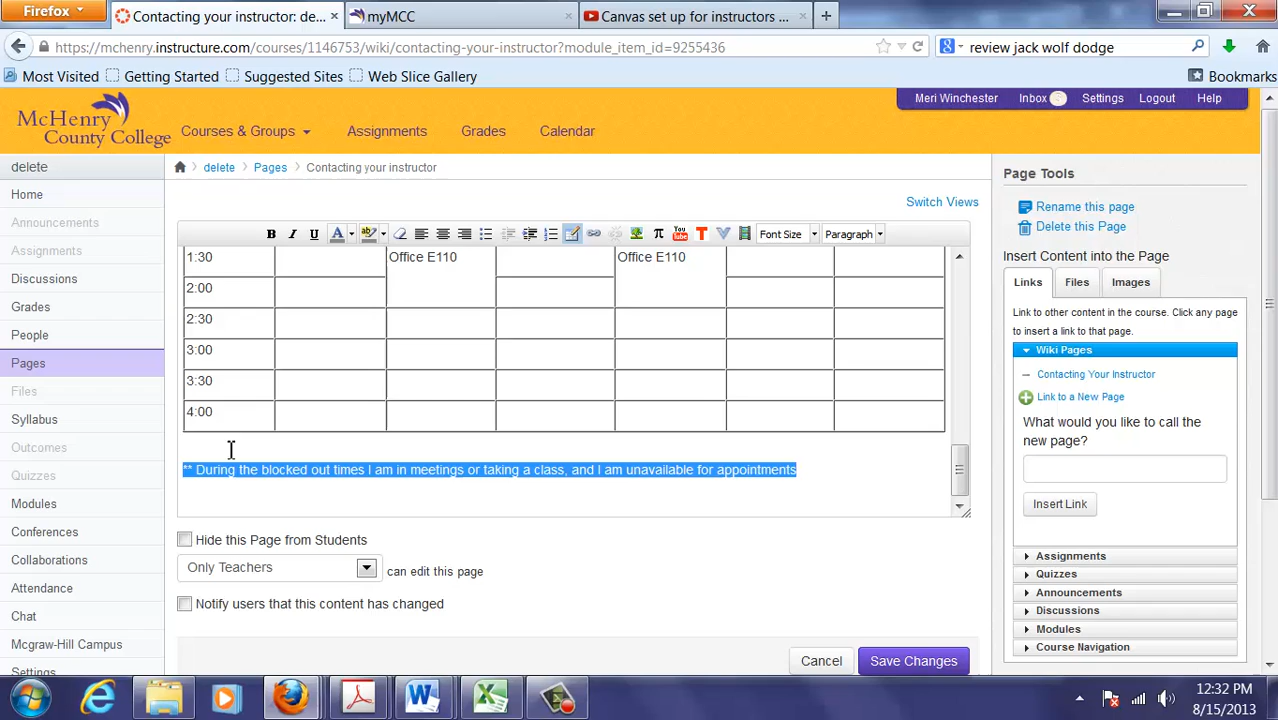 Firefox
Contacting your instructor: de...
myMCC
Canvas set up for instructors ...
https://mchenry.instructure.com/courses/1146753/wiki/contacting-your-instructor?module_item_id=9255436
review jack wolf dodge
Most Visited
Getting Started
Suggested Sites
Web Slice Gallery
Bookmarks
McHenry
County College
Courses & Groups
Assignments
Grades
Calendar
Meri Winchester
Inbox
Settings
Logout
Help
delete
Home
Announcements
Assignments
Discussions
Grades
People
Pages
Files
Syllabus
Outcomes
Quizzes
Modules
Conferences
Collaborations
Attendance
Chat
Mcgraw-Hill Campus
Settings
delete
Pages
Contacting your instructor
Switch Views
B I U A ab Font Size Paragraph
1:30 Office E110 Office E110
2:00
2:30
3:00
3:30
4:00
** During the blocked out times I am in meetings or taking a class, and I am unavailable for appointments
Hide this Page from Students
Only Teachers can edit this page
Notify users that this content has changed
Cancel
Save Changes
Page Tools
Rename this page
Delete this Page
Insert Content into the Page
Links
Files
Images
Link to other content in the course. Click any page
to insert a link to that page.
Wiki Pages
Contacting Your Instructor
Link to a New Page
What would you like to call the
new page?
Insert Link
Assignments
Quizzes
Announcements
Discussions
Modules
Course Navigation
12:32 PM
8/15/2013